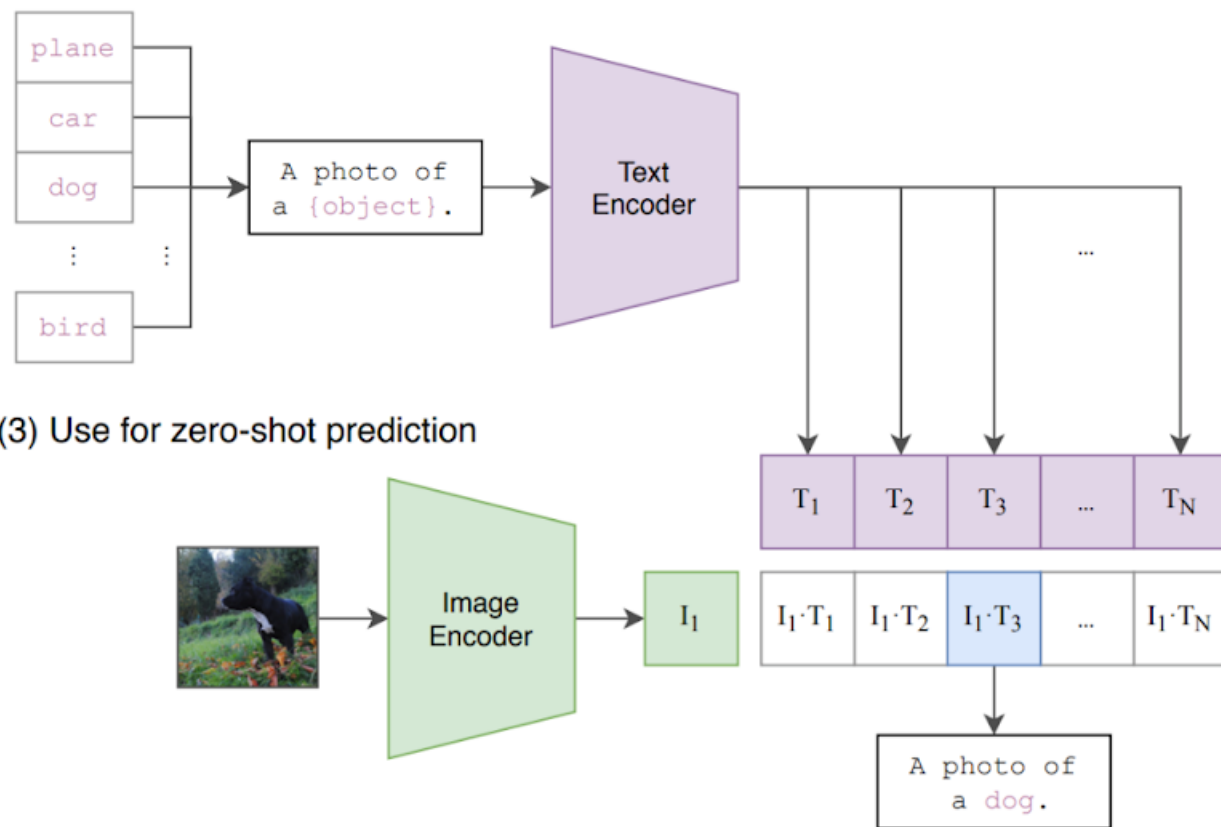 plane
car
dog
⋮ ⋮
bird
A photo of
a {object}.
Text
Encoder
...
(3) Use for zero-shot prediction
T1 T2 T3 ... TN
Image
Encoder
I1
I1·T1 I1·T2 I1·T3 ... I1·TN
A photo of
a dog.